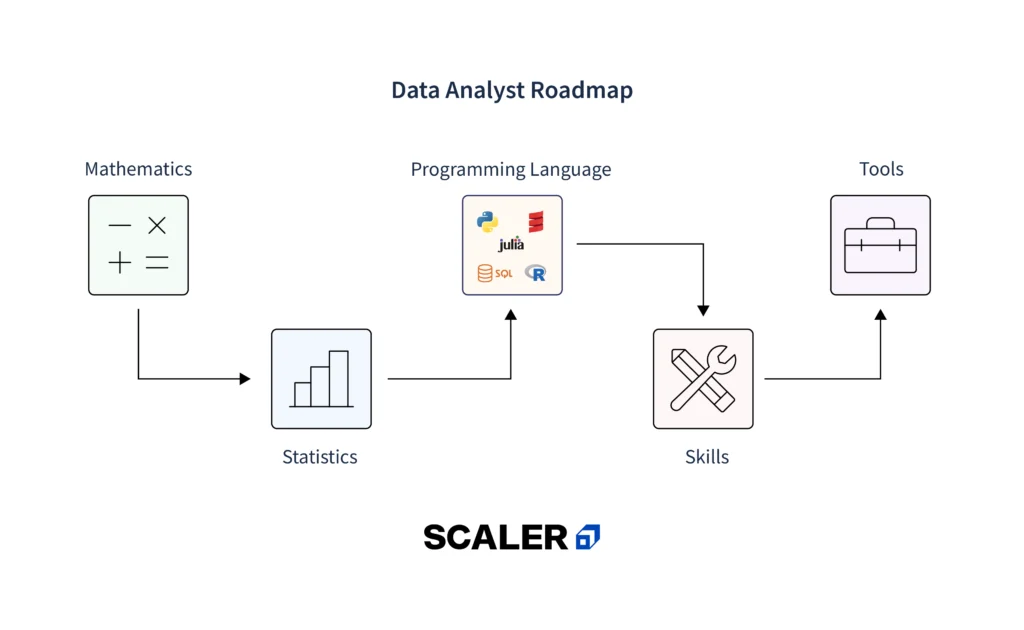 Data Analyst Roadmap
Mathematics
Programming Language
Tools
julia
SQL
R
Statistics
Skills
SCALER